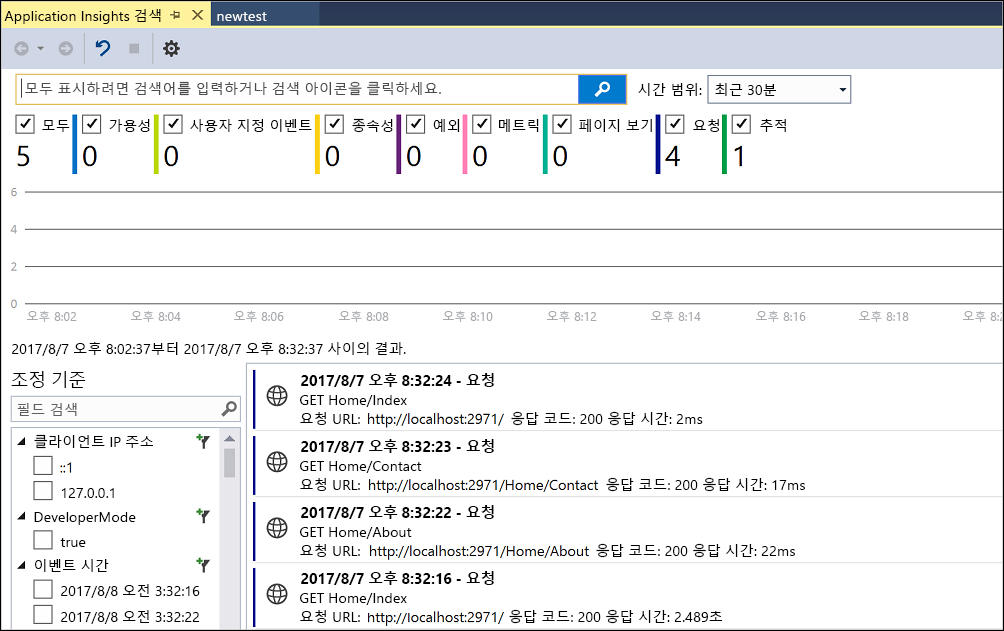 Application Insights 검색
newtest
모두 표시하려면 검색어를 입력하거나 검색 아이콘을 클릭하세요.
시간 범위: 최근 30분
모두 가용성 사용자 지정 이벤트 종속성 예외 메트릭 페이지 보기 요청 추적
5 0 0 0 0 0 0 4 1
6
4
2
0
오후 8:02 오후 8:04 오후 8:06 오후 8:08 오후 8:10 오후 8:12 오후 8:14 오후 8:16 오후 8:18
2017/8/7 오후 8:02:37부터 2017/8/7 오후 8:32:37 사이의 결과.
조정 기준
필드 검색
클라이언트 IP 주소
::1
127.0.0.1
DeveloperMode
true
이벤트 시간
2017/8/8 오전 3:32:16
2017/8/8 오전 3:32:22
2017/8/7 오후 8:32:24 - 요청
GET Home/Index
요청 URL: http://localhost:2971/ 응답 코드: 200 응답 시간: 2ms
2017/8/7 오후 8:32:23 - 요청
GET Home/Contact
요청 URL: http://localhost:2971/Home/Contact 응답 코드: 200 응답 시간: 17ms
2017/8/7 오후 8:32:22 - 요청
GET Home/About
요청 URL: http://localhost:2971/Home/About 응답 코드: 200 응답 시간: 22ms
2017/8/7 오후 8:32:16 - 요청
GET Home/Index
요청 URL: http://localhost:2971/ 응답 코드: 200 응답 시간: 2.489초